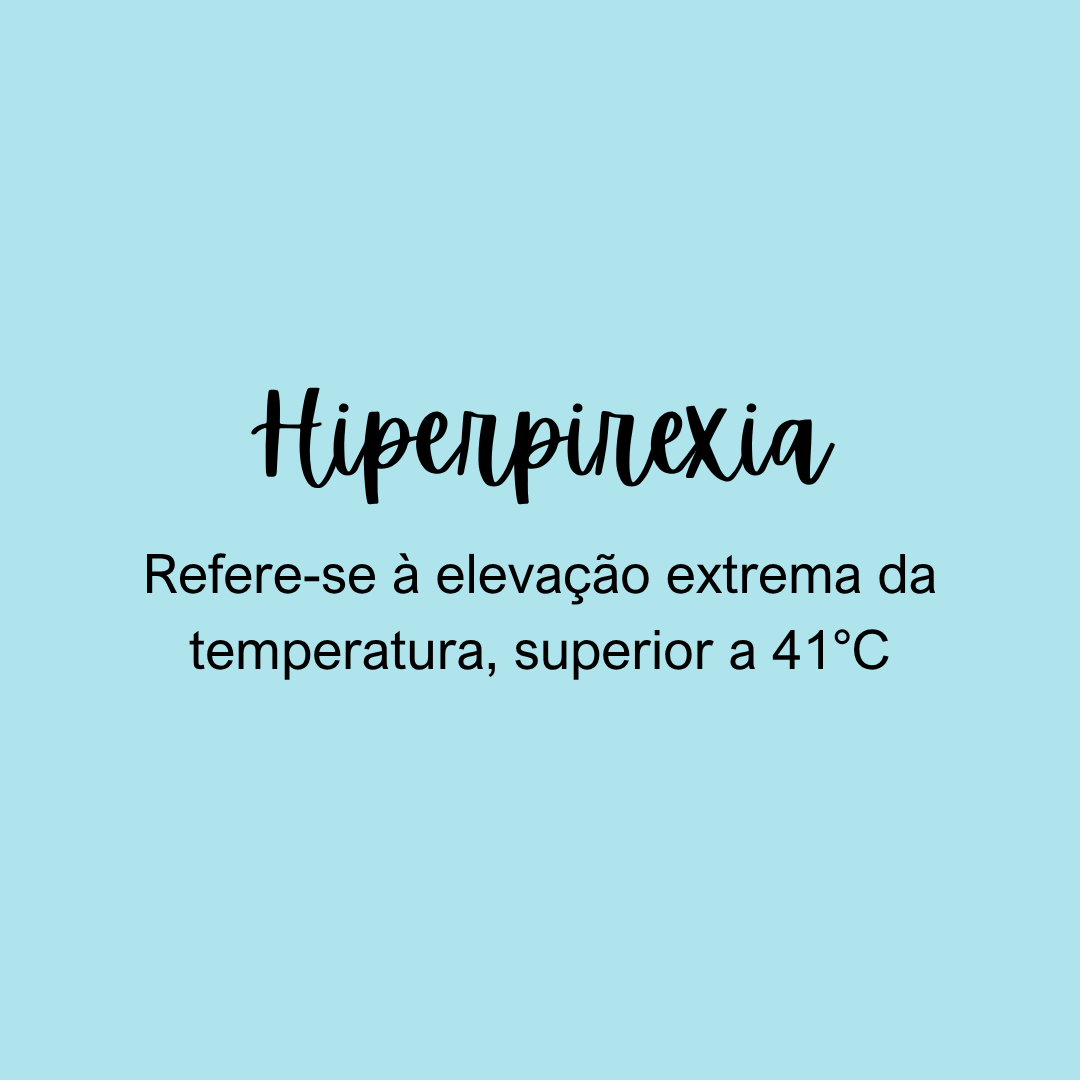 Hiperpirexia
Refere-se à elevação extrema da
temperatura, superior a 41°C